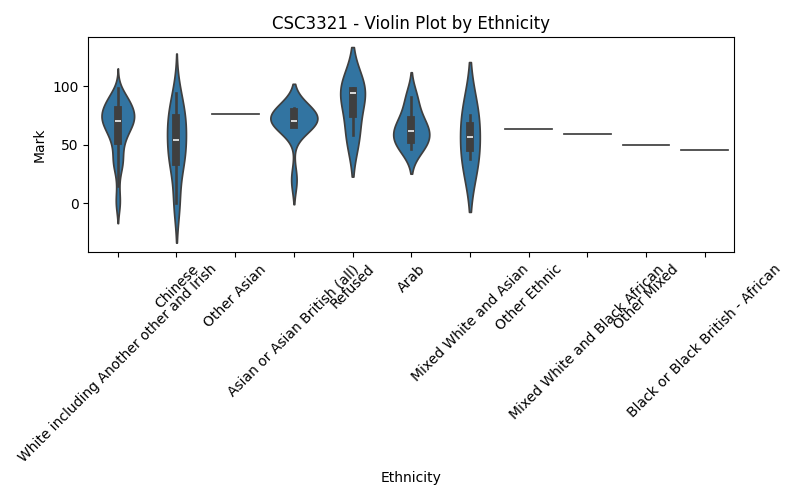 CSC3321 - Violin Plot by Ethnicity
Mark
100
50
0
White including Another other and Irish
Chinese
Other Asian
Asian or Asian British (all)
Refused
Arab
Mixed White and Asian
Other Ethnic
Mixed White and Black African
Other Mixed
Black or Black British - African
Ethnicity